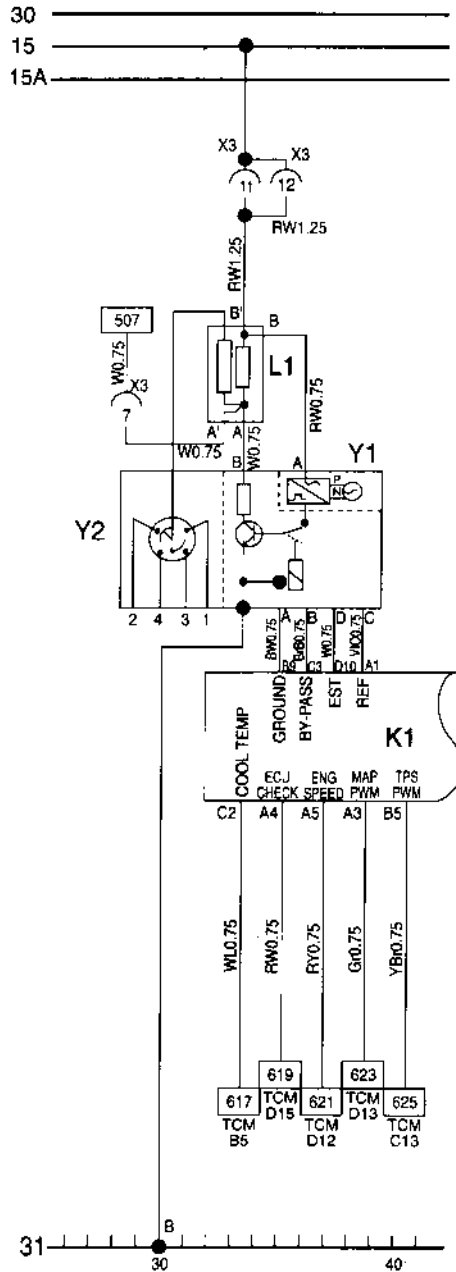 30
15
15A
X3
X3
11
12
RW1.25
RW1.25
B'
B
507
L1
W0.75
X3
7
RW0.75
A'
A
W0.75
W0.75
B
A
Y1
P
N
Y2
2
4
3
1
A
B
D
C
BW0.75
BrB0.75
W0.75
B9
C3
D10
A1
COOL TEMP
GROUND
BY-PASS
EST
REF
K1
ECJ
CHECK
ENG
SPEED
MAP
PWM
TPS
PWM
C2
A4
A5
A3
B5
WL0.75
RW0.75
RY0.75
Gr0.75
YBr0.75
619
623
617
TCM
D15
621
TCM
D13
625
TCM
B5
TCM
D12
TCM
C13
B
31
30
40